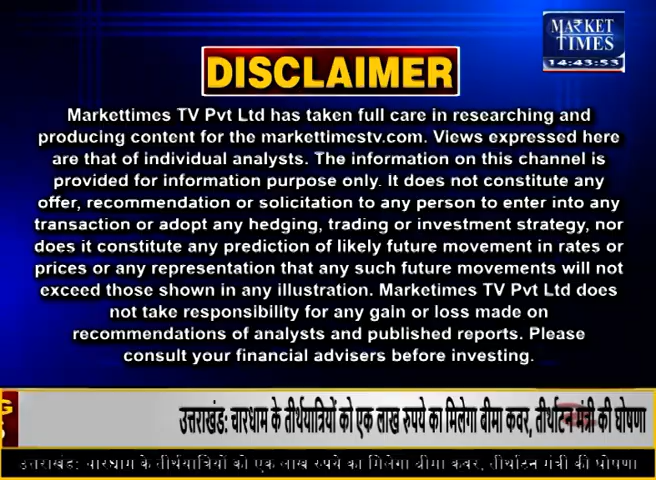 MARKET
TIMES
14:43:53
DISCLAIMER
Markettimes TV Pvt Ltd has taken full care in researching and
producing content for the markettimestv.com. Views expressed here
are that of individual analysts. The information on this channel is
provided for information purpose only. It does not constitute any
offer, recommendation or solicitation to any person to enter into any
transaction or adopt any hedging, trading or investment strategy, nor
does it constitute any prediction of likely future movement in rates or
prices or any representation that any such future movements will not
exceed those shown in any illustration. Marketimes TV Pvt Ltd does
not take responsibility for any gain or loss made on
recommendations of analysts and published reports. Please
consult your financial advisers before investing.
उत्तराखंड: चारधाम के तीर्थयात्रियों को एक लाख रुपये का मिलेगा बीमा कवर, तीर्थाटन मंत्री की घोषणा
उत्तराखंड: चारधाम के तीर्थयात्रियों को एक लाख रुपये का मिलेगा बीमा कवर, तीर्थाटन मंत्री की घोषणा